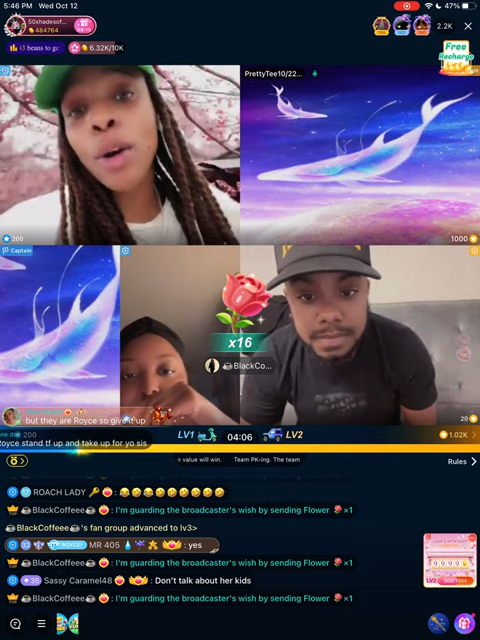 5:46 PM Wed Oct 12
47%
50shadesof...
484764
2.2K
13 beans to go
6.32K/10K
Free
Recharge
PrettyTee10/22...
200
1000
Captain
x16
BlackCo...
but they are Royce so give it up
20
200
Royce stand tf up and take up for yo sis
LV1
04:06
LV2
1.02K
n value will win. Team PK-ing. The team
Rules
ROACH LADY 🔑 : 😂🤣😂🤣🤣🤣🤣🤣🤣
BlackCoffeee☕ : I'm guarding the broadcaster's wish by sending Flower 🌹×1
☕BlackCoffeee☕'s fan group advanced to lv3>
32 MR 405 : yes
BlackCoffeee☕ : I'm guarding the broadcaster's wish by sending Flower 🌹×1
35 Sassy Caramel48 : Don't talk about her kids
BlackCoffeee☕ : I'm guarding the broadcaster's wish by sending Flower 🌹×1
LV2